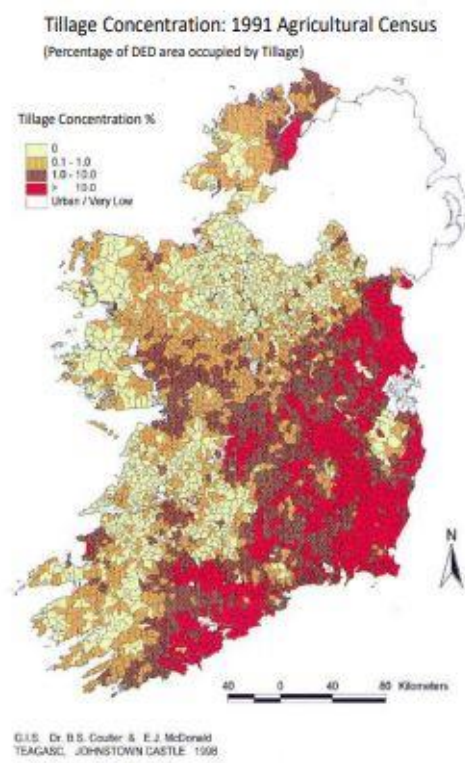 Tillage Concentration: 1991 Agricultural Census
(Percentage of DED area occupied by Tillage)
Tillage Concentration %
0
0.1 - 1.0
1.0 - 10.0
> 10.0
Urban / Very Low
N
40 0 40 80 Kilometers
G.I.S. Dr. B.S. Coulter & E.J. McDonald
TEAGASC, JOHNSTOWN CASTLE 1998